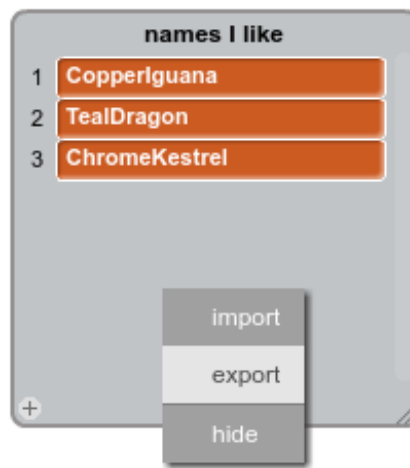 names I like
1 CopperIguana
2 TealDragon
3 ChromeKestrel
import
export
+ hide